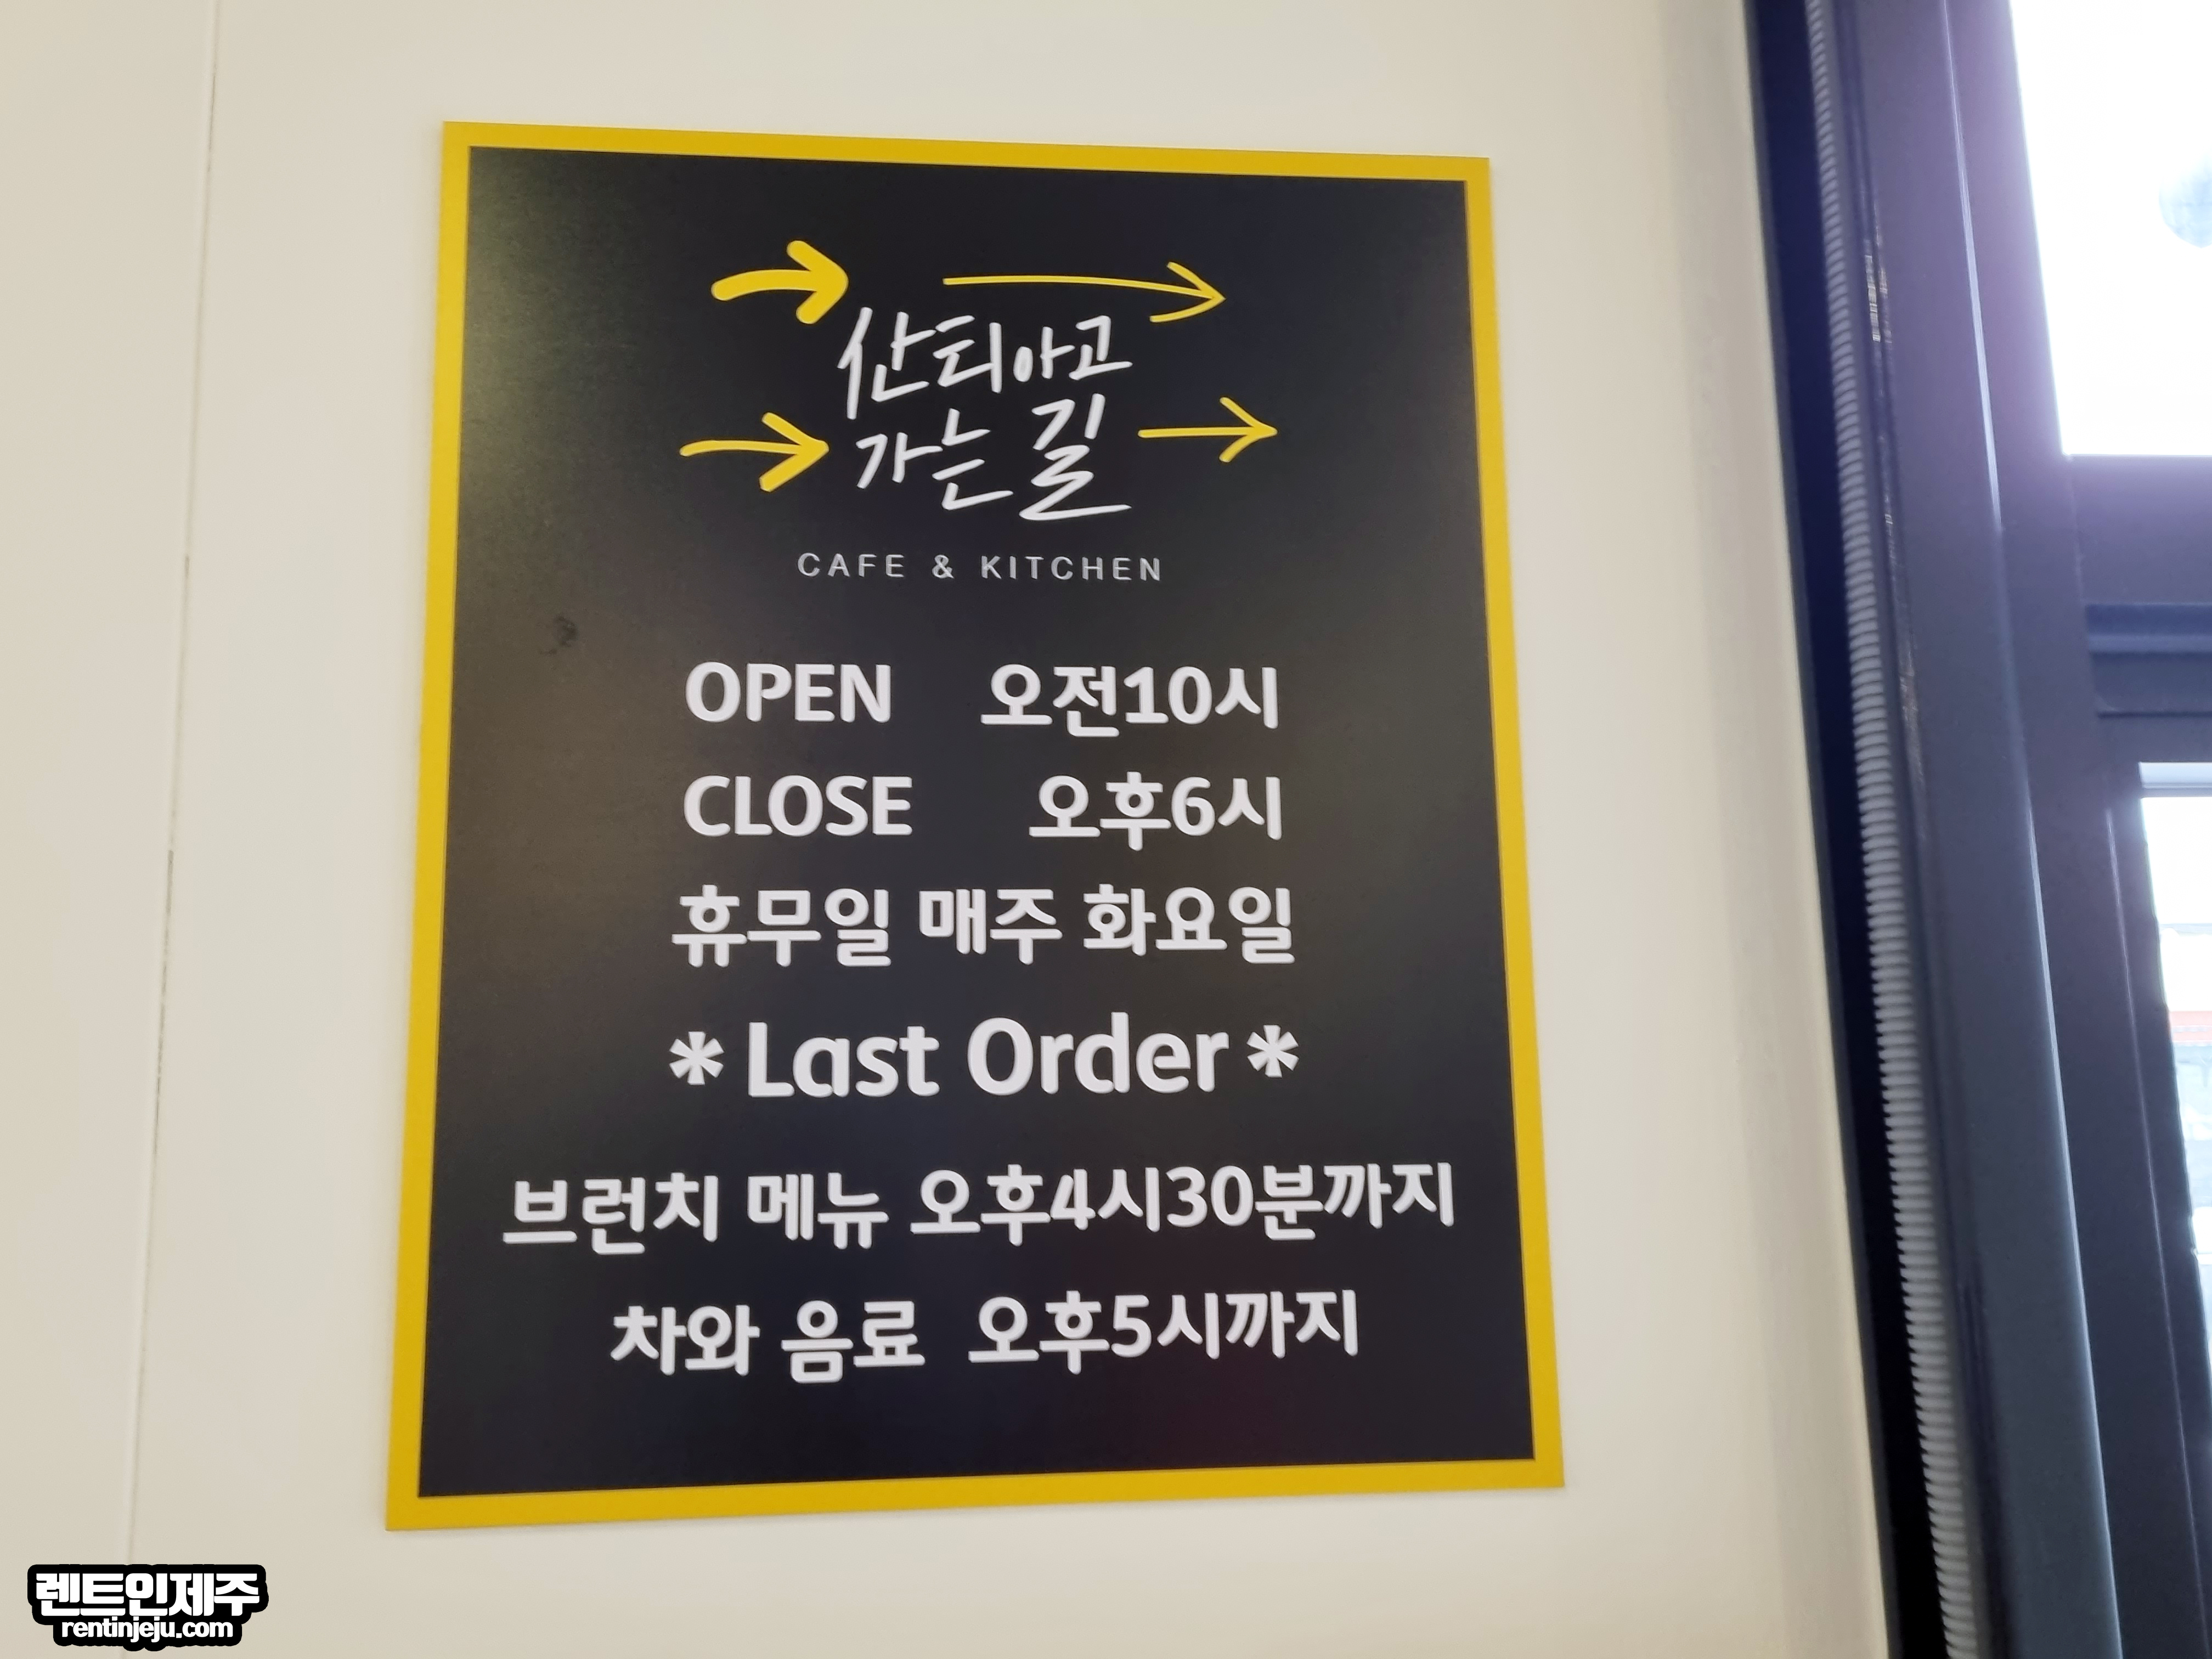 산티아고
가는 길
CAFE & KITCHEN
OPEN 오전10시
CLOSE 오후6시
휴무일 매주 화요일
*Last Order*
브런치 메뉴 오후4시30분까지
차와 음료 오후5시까지
렌트인제주
rentinjeju.com